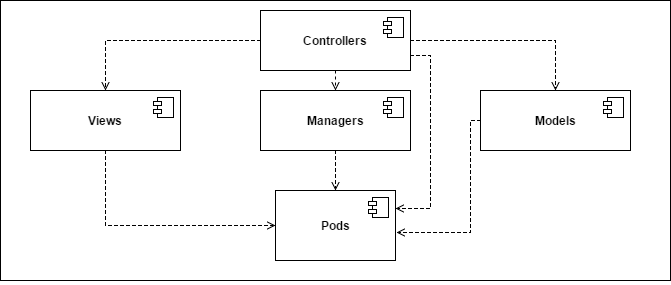 Controllers
Views
Managers
Models
Pods